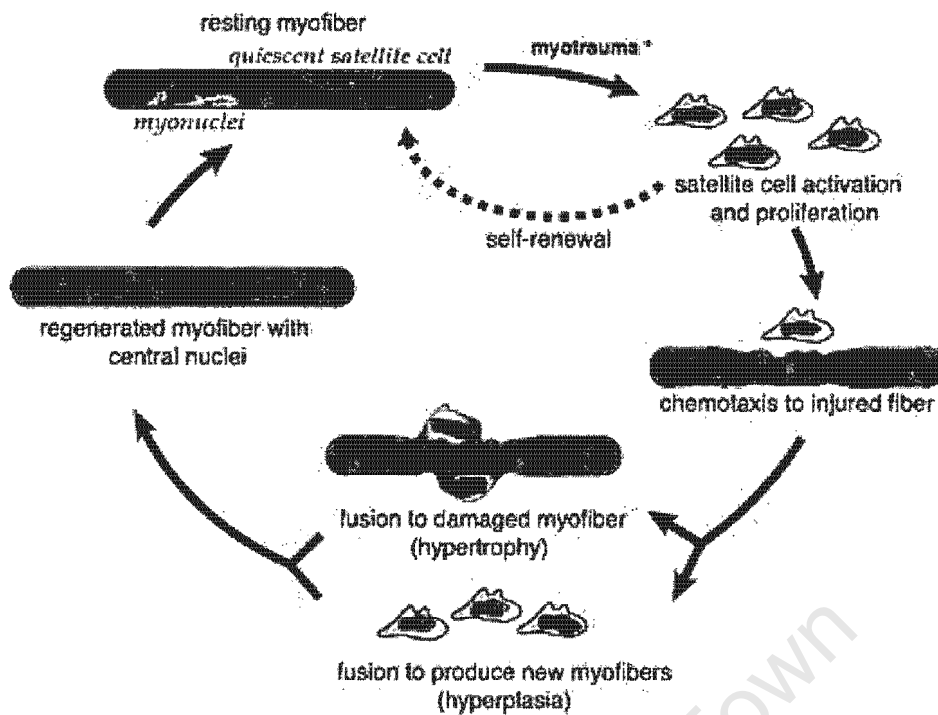 resting myofiber
quiescent satellite cell
myotrauma *
myonuclei
satellite cell activation
and proliferation
self-renewal
regenerated myofiber with
central nuclei
chemotaxis to injured fiber
fusion to damaged myofiber
(hypertrophy)
fusion to produce new myofibers
(hyperplasia)
Town